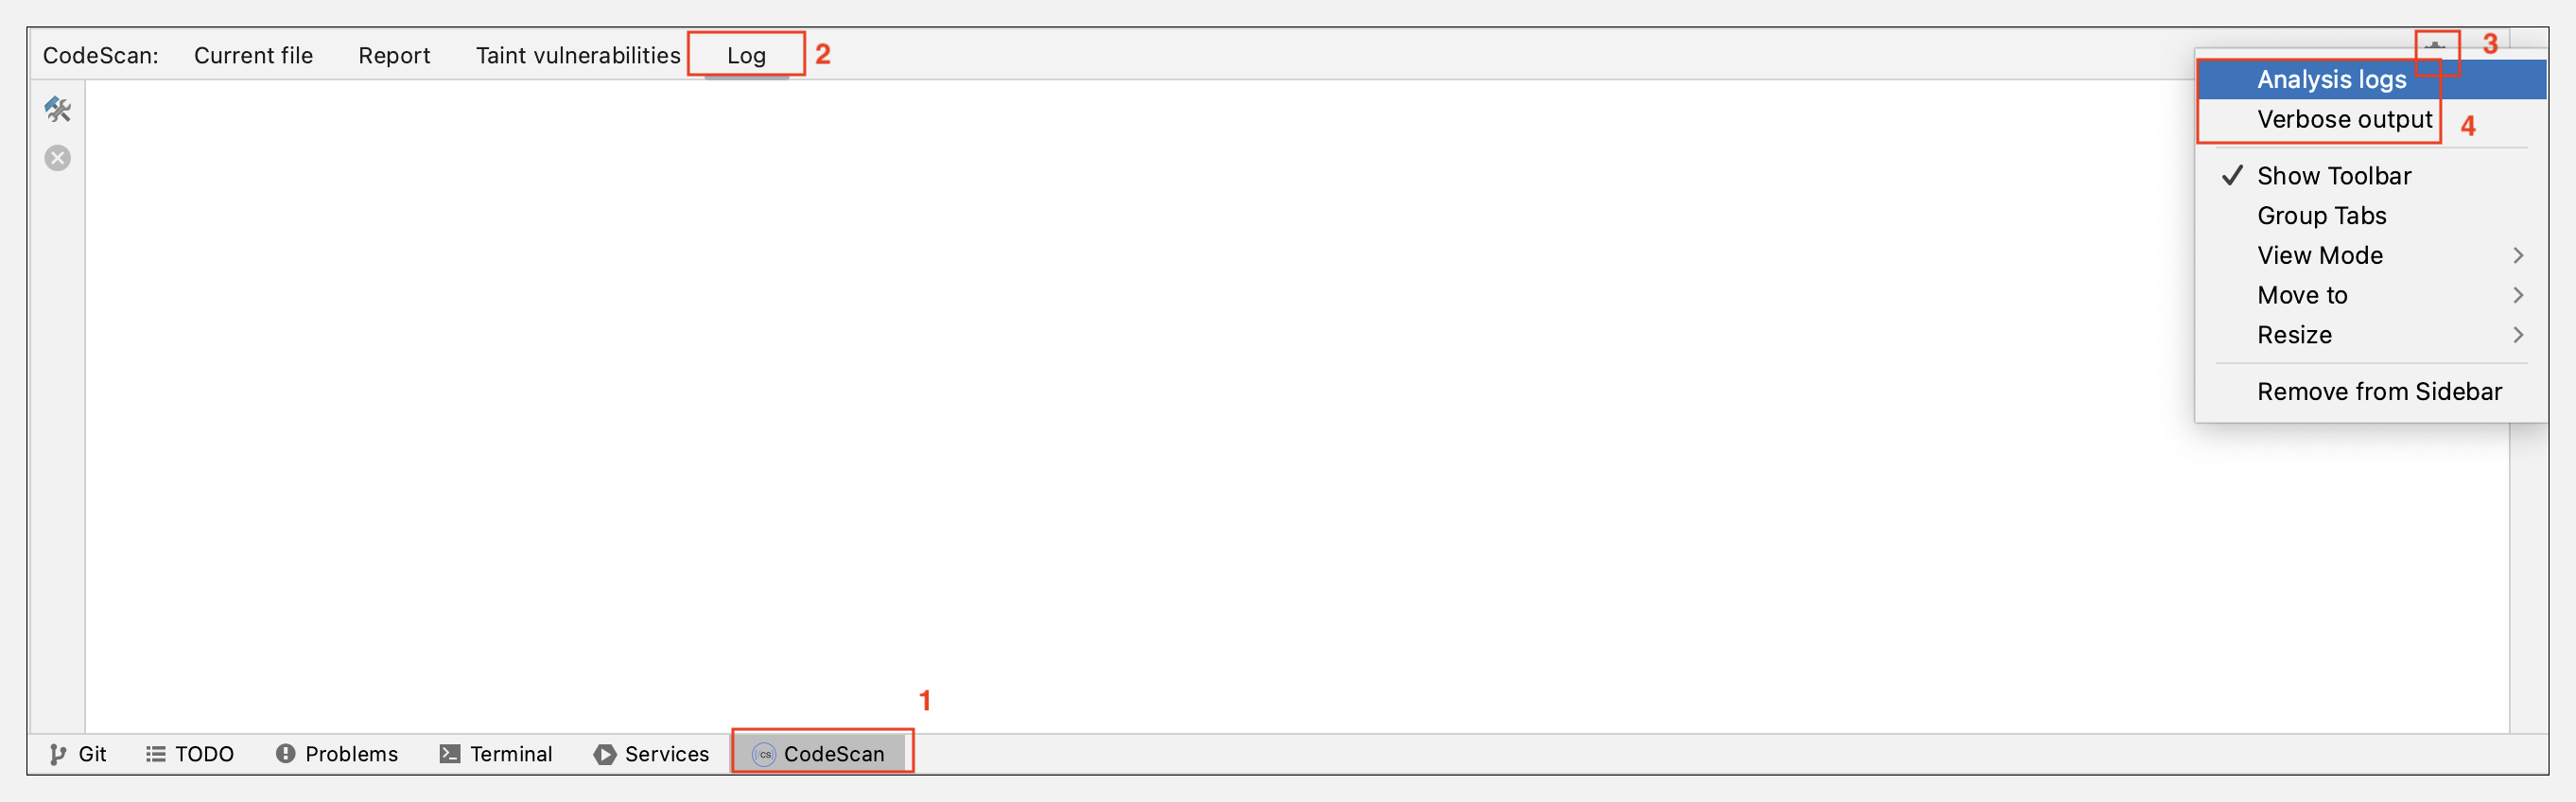 CodeScan: Current file Report Taint vulnerabilities Log 2 3
Analysis logs
Verbose output 4
Show Toolbar
Group Tabs
View Mode
Move to
Resize
Remove from Sidebar
1
Git TODO Problems Terminal Services CS CodeScan